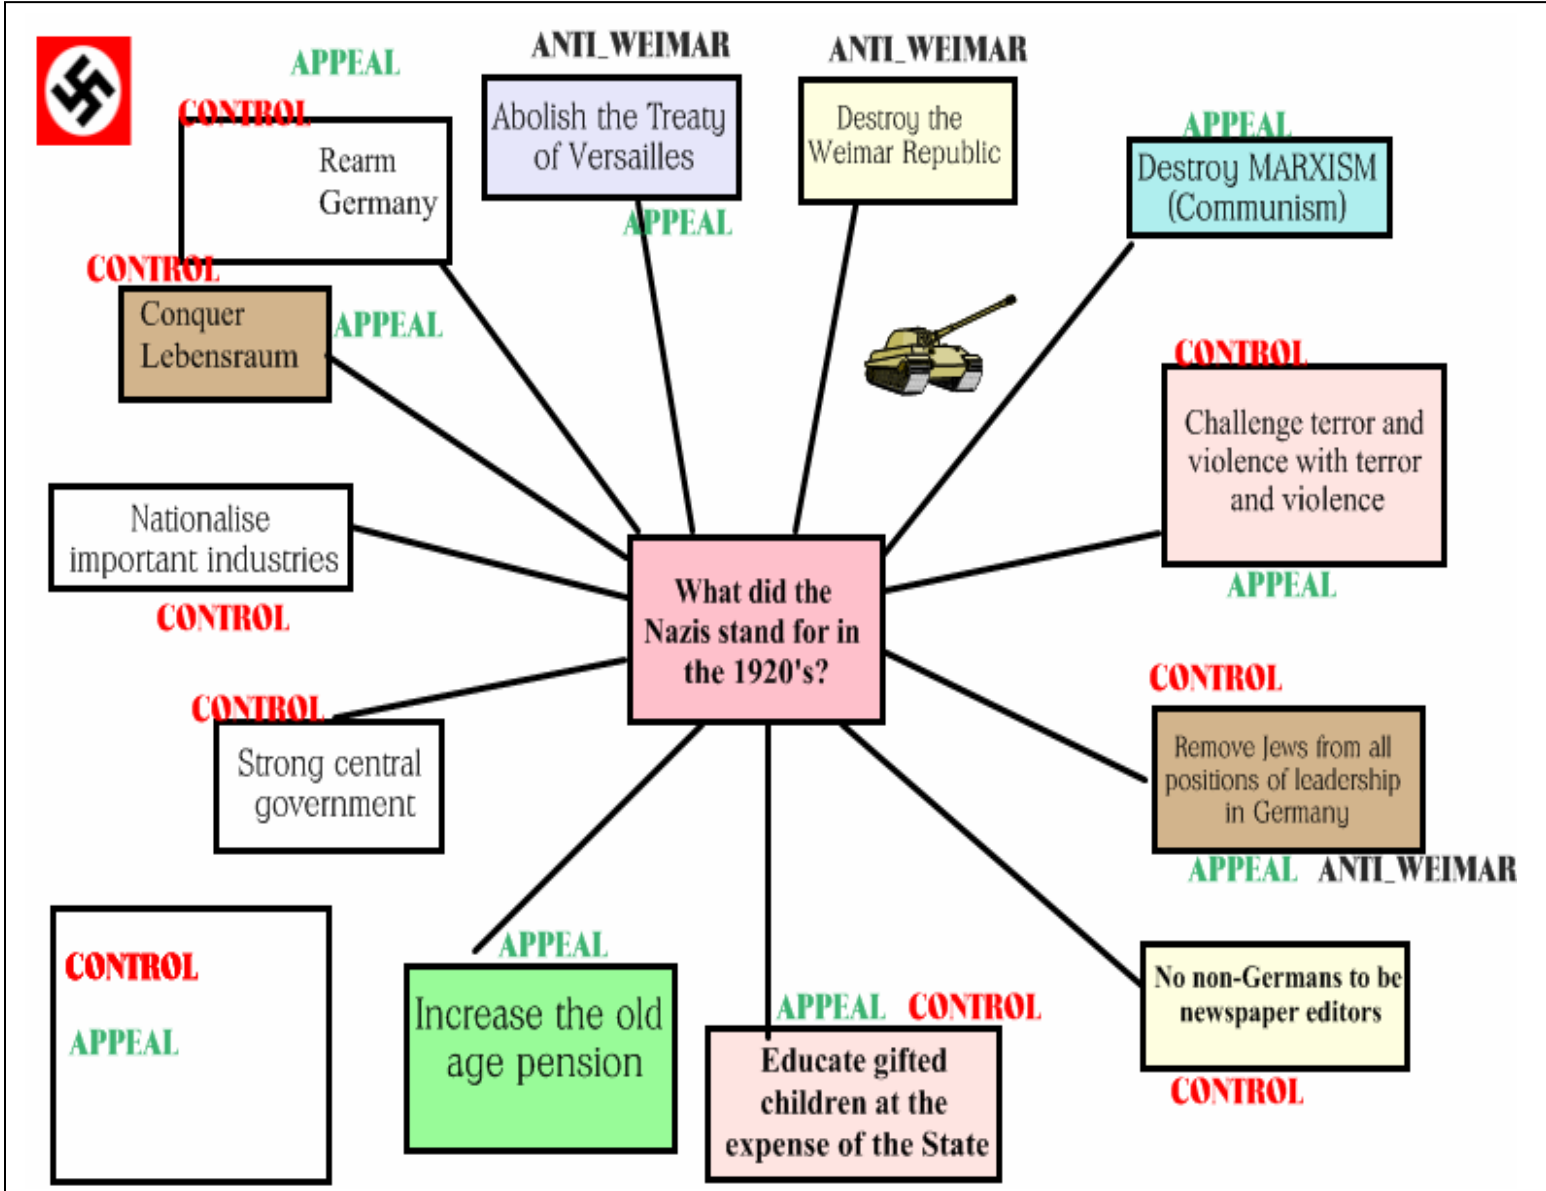 APPEAL
CONTROL
Rearm
Germany
ANTI_WEIMAR
Abolish the Treaty
of Versailles
APPEAL
ANTI_WEIMAR
Destroy the
Weimar Republic
APPEAL
Destroy MARXISM
(Communism)
CONTROL
Conquer
Lebensraum
APPEAL
CONTROL
Challenge terror and
violence with terror
and violence
APPEAL
Nationalise
important industries
CONTROL
What did the
Nazis stand for in
the 1920's?
CONTROL
Strong central
government
CONTROL
Remove Jews from all
positions of leadership
in Germany
APPEAL ANTI_WEIMAR
CONTROL
APPEAL
APPEAL
Increase the old
age pension
APPEAL CONTROL
Educate gifted
children at the
expense of the State
No non-Germans to be
newspaper editors
CONTROL